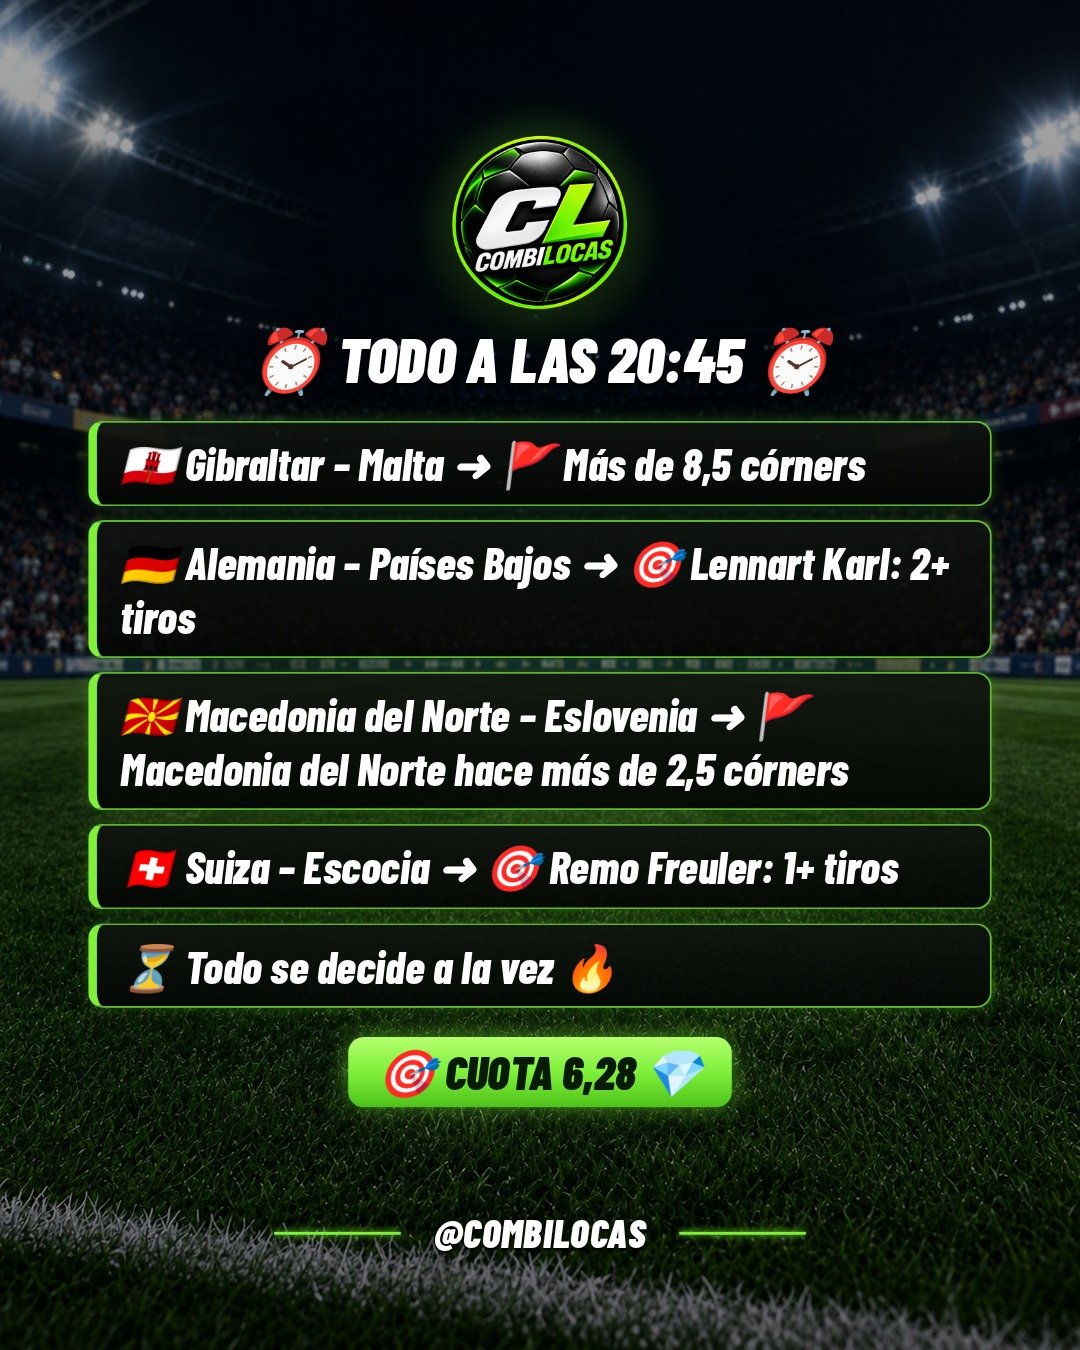 CL
COMBILOCAS
⏰ TODO A LAS 20:45 ⏰
🇬🇮 Gibraltar - Malta ➜ 🚩 Más de 8,5 córners
🇩🇪 Alemania - Países Bajos ➜ 🎯 Lennart Karl: 2+
tiros
🇲🇰 Macedonia del Norte - Eslovenia ➜ 🚩
Macedonia del Norte hace más de 2,5 córners
🇨🇭 Suiza - Escocia ➜ 🎯 Remo Freuler: 1+ tiros
⏳ Todo se decide a la vez 🔥
🎯 CUOTA 6,28 💎
@COMBILOCAS